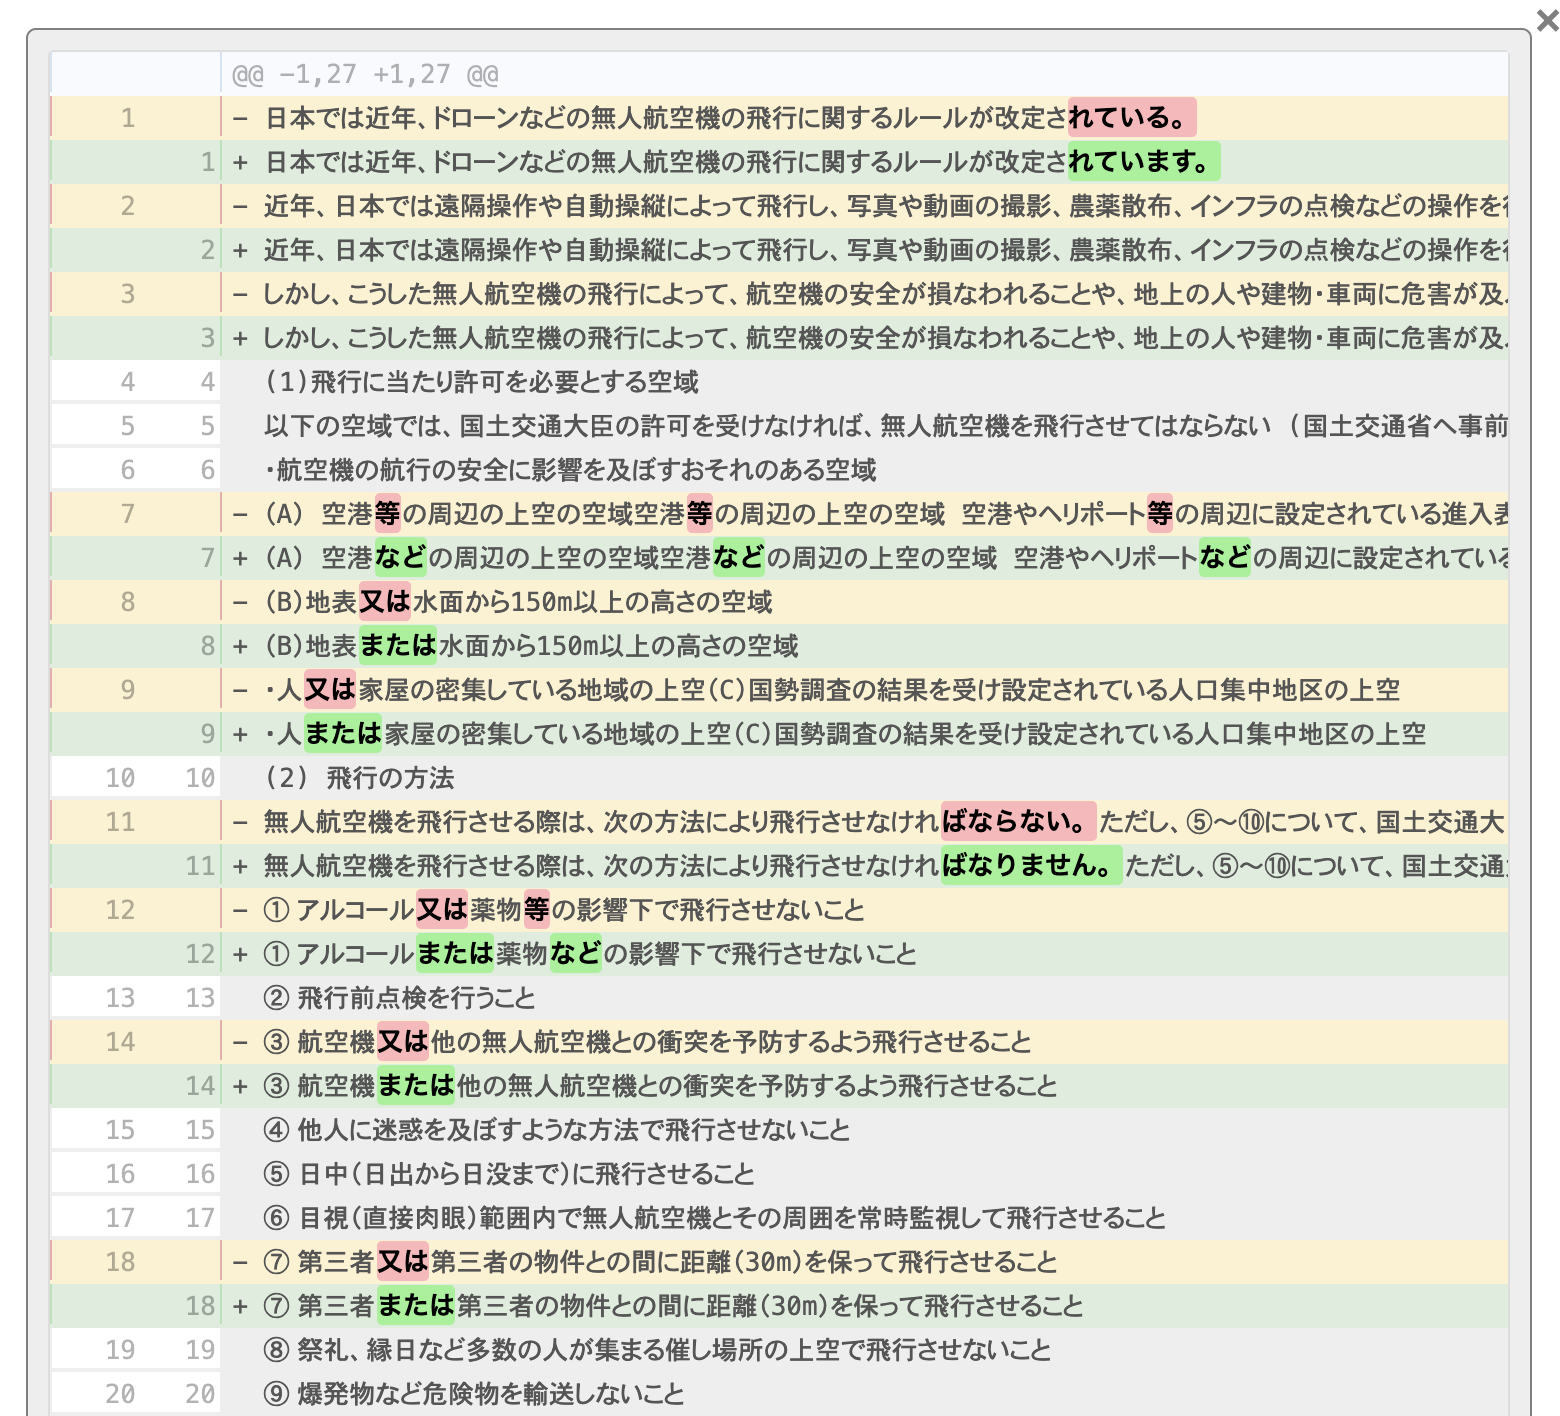 @@ -1,27 +1,27 @@
1 - 日本では近年、ドローンなどの無人航空機の飛行に関するルールが改定されている。
1 + 日本では近年、ドローンなどの無人航空機の飛行に関するルールが改定されています。
2 - 近年、日本では遠隔操作や自動操縦によって飛行し、写真や動画の撮影、農薬散布、インフラの点検などの操作を
2 + 近年、日本では遠隔操作や自動操縦によって飛行し、写真や動画の撮影、農薬散布、インフラの点検などの操作を
3 - しかし、こうした無人航空機の飛行によって、航空機の安全が損なわれることや、地上の人や建物・車両に危害が及
3 + しかし、こうした無人航空機の飛行によって、航空機の安全が損なわれることや、地上の人や建物・車両に危害が及
4 4 (1)飛行に当たり許可を必要とする空域
5 5 以下の空域では、国土交通大臣の許可を受けなければ、無人航空機を飛行させてはならない (国土交通省へ事前
6 6 ・航空機の航行の安全に影響を及ぼすおそれのある空域
7 - (A) 空港等の周辺の上空の空域空港等の周辺の上空の空域 空港やヘリポート等の周辺に設定されている進入表
7 + (A) 空港などの周辺の上空の空域空港などの周辺の上空の空域 空港やヘリポートなどの周辺に設定されている
8 - (B)地表又は水面から150m以上の高さの空域
8 + (B)地表または水面から150m以上の高さの空域
9 - ・人又は家屋の密集している地域の上空(C)国勢調査の結果を受け設定されている人口集中地区の上空
9 + ・人または家屋の密集している地域の上空(C)国勢調査の結果を受け設定されている人口集中地区の上空
10 10 (2) 飛行の方法
11 - 無人航空機を飛行させる際は、次の方法により飛行させなければならない。ただし、⑤〜⑩について、国土交通大
11 + 無人航空機を飛行させる際は、次の方法により飛行させなければなりません。ただし、⑤〜⑩について、国土交通
12 - ① アルコール又は薬物等の影響下で飛行させないこと
12 + ① アルコールまたは薬物などの影響下で飛行させないこと
13 13 ② 飛行前点検を行うこと
14 - ③ 航空機又は他の無人航空機との衝突を予防するよう飛行させること
14 + ③ 航空機または他の無人航空機との衝突を予防するよう飛行させること
15 15 ④ 他人に迷惑を及ぼすような方法で飛行させないこと
16 16 ⑤ 日中(日出から日没まで)に飛行させること
17 17 ⑥ 目視(直接肉眼)範囲内で無人航空機とその周囲を常時監視して飛行させること
18 - ⑦ 第三者又は第三者の物件との間に距離(30m)を保って飛行させること
18 + ⑦ 第三者または第三者の物件との間に距離(30m)を保って飛行させること
19 19 ⑧ 祭礼、縁日など多数の人が集まる催し場所の上空で飛行させないこと
20 20 ⑨ 爆発物など危険物を輸送しないこと